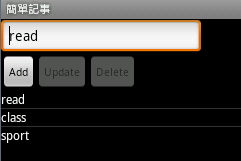 簡單記事
read
Add Update Delete
read
class
sport